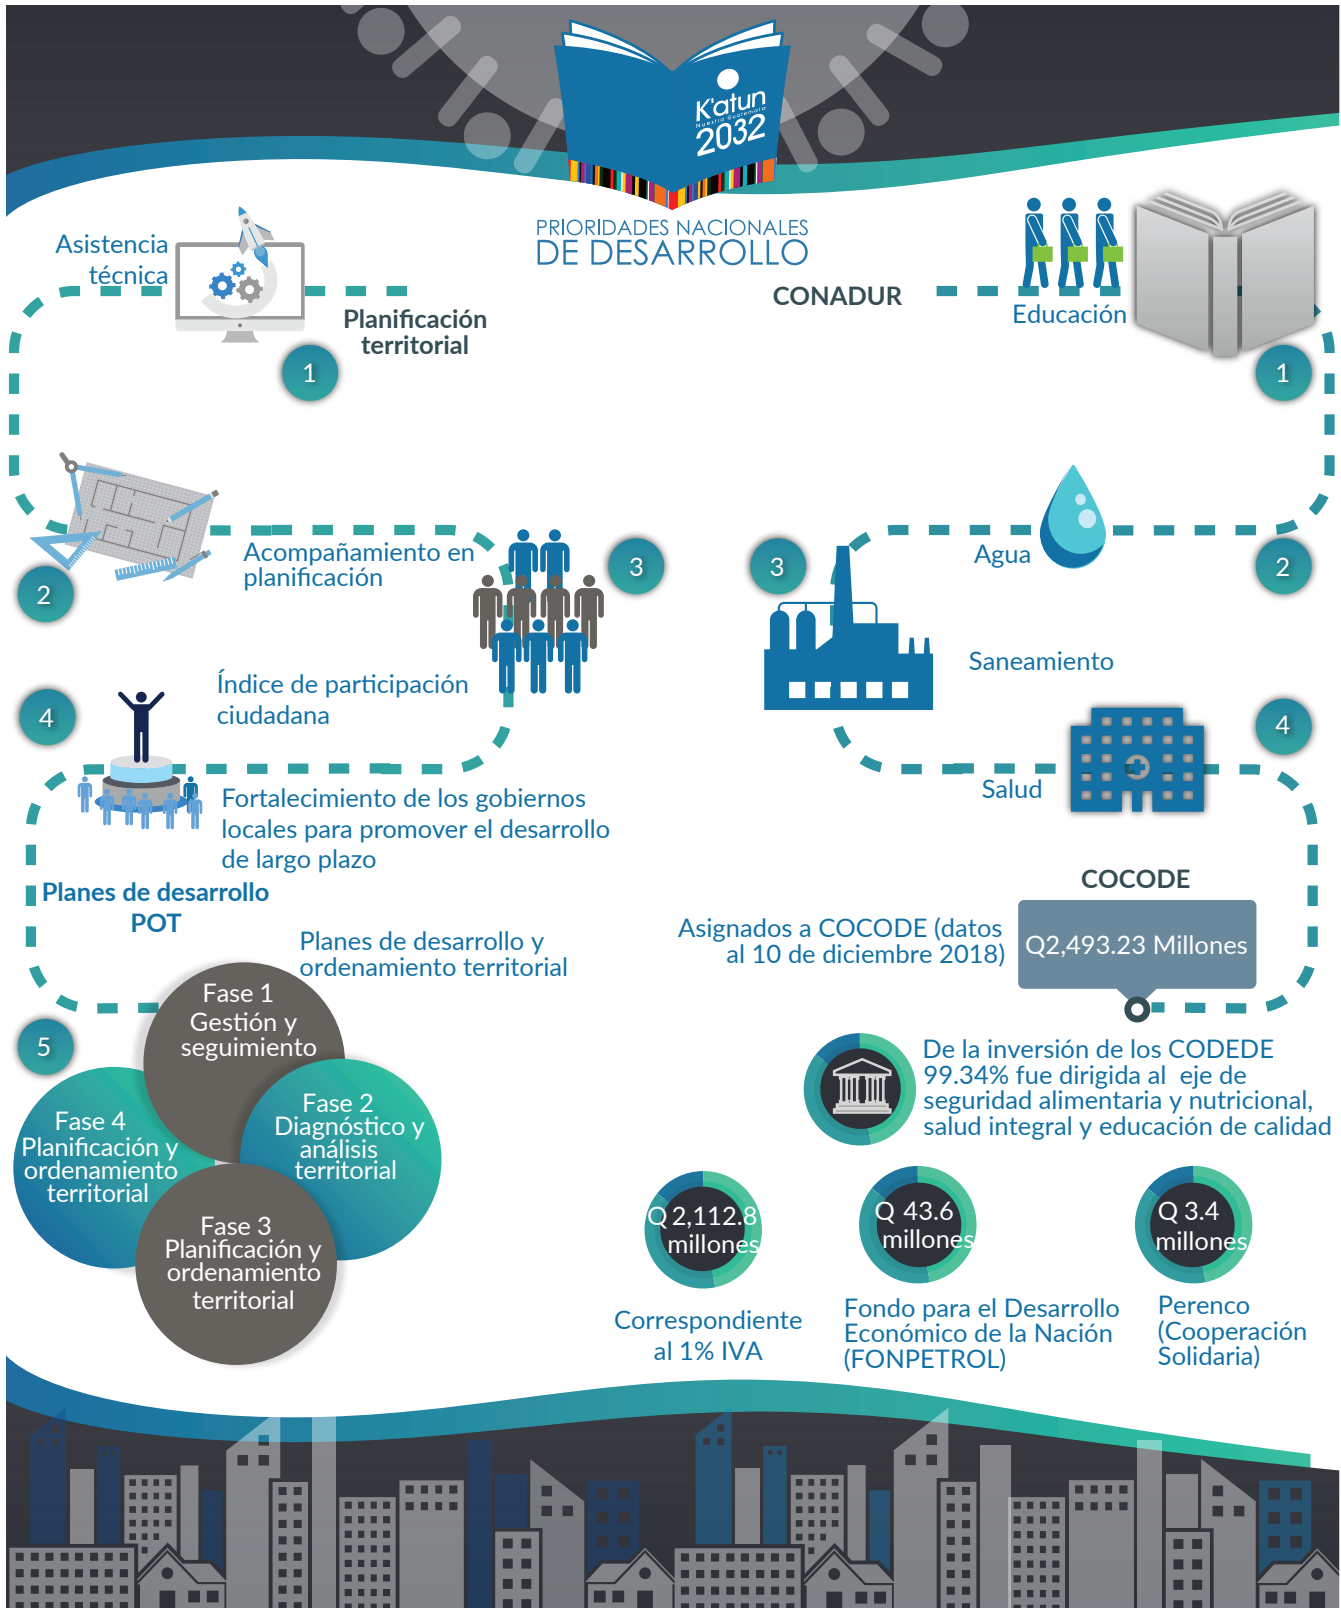 K'atun
Nuestra Guatemala
2032
PRIORIDADES NACIONALES
DE DESARROLLO
Asistencia
técnica
Planificación
territorial
1
2
Acompañamiento en
planificación
3
Índice de participación
ciudadana
4
Fortalecimiento de los gobiernos
locales para promover el desarrollo
de largo plazo
Planes de desarrollo
POT
Planes de desarrollo y
ordenamiento territorial
5
Fase 1
Gestión y
seguimiento
Fase 2
Diagnóstico y
análisis
territorial
Fase 3
Planificación y
ordenamiento
territorial
Fase 4
Planificación y
ordenamiento
territorial
CONADUR
Educación
1
Agua
2
3
Saneamiento
4
Salud
COCODE
Asignados a COCODE (datos
al 10 de diciembre 2018)
Q2,493.23 Millones
De la inversión de los CODEDE
99.34% fue dirigida al eje de
seguridad alimentaria y nutricional,
salud integral y educación de calidad
Q 2,112.8
millones
Correspondiente
al 1% IVA
Q 43.6
millones
Fondo para el Desarrollo
Económico de la Nación
(FONPETROL)
Q 3.4
millones
Perenco
(Cooperación
Solidaria)